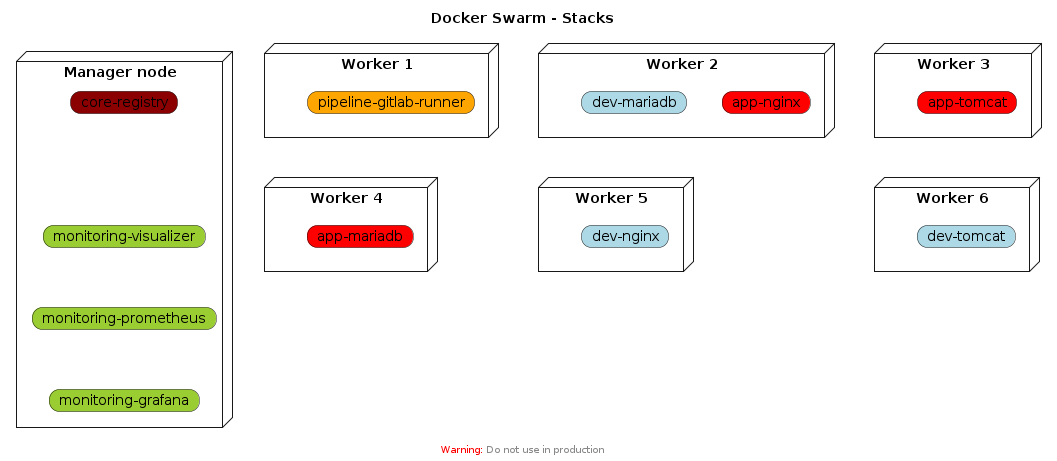 Docker Swarm - Stacks
Manager node
core-registry
monitoring-visualizer
monitoring-prometheus
monitoring-grafana
Worker 1
pipeline-gitlab-runner
Worker 2
dev-mariadb
app-nginx
Worker 3
app-tomcat
Worker 4
app-mariadb
Worker 5
dev-nginx
Worker 6
dev-tomcat
Warning: Do not use in production